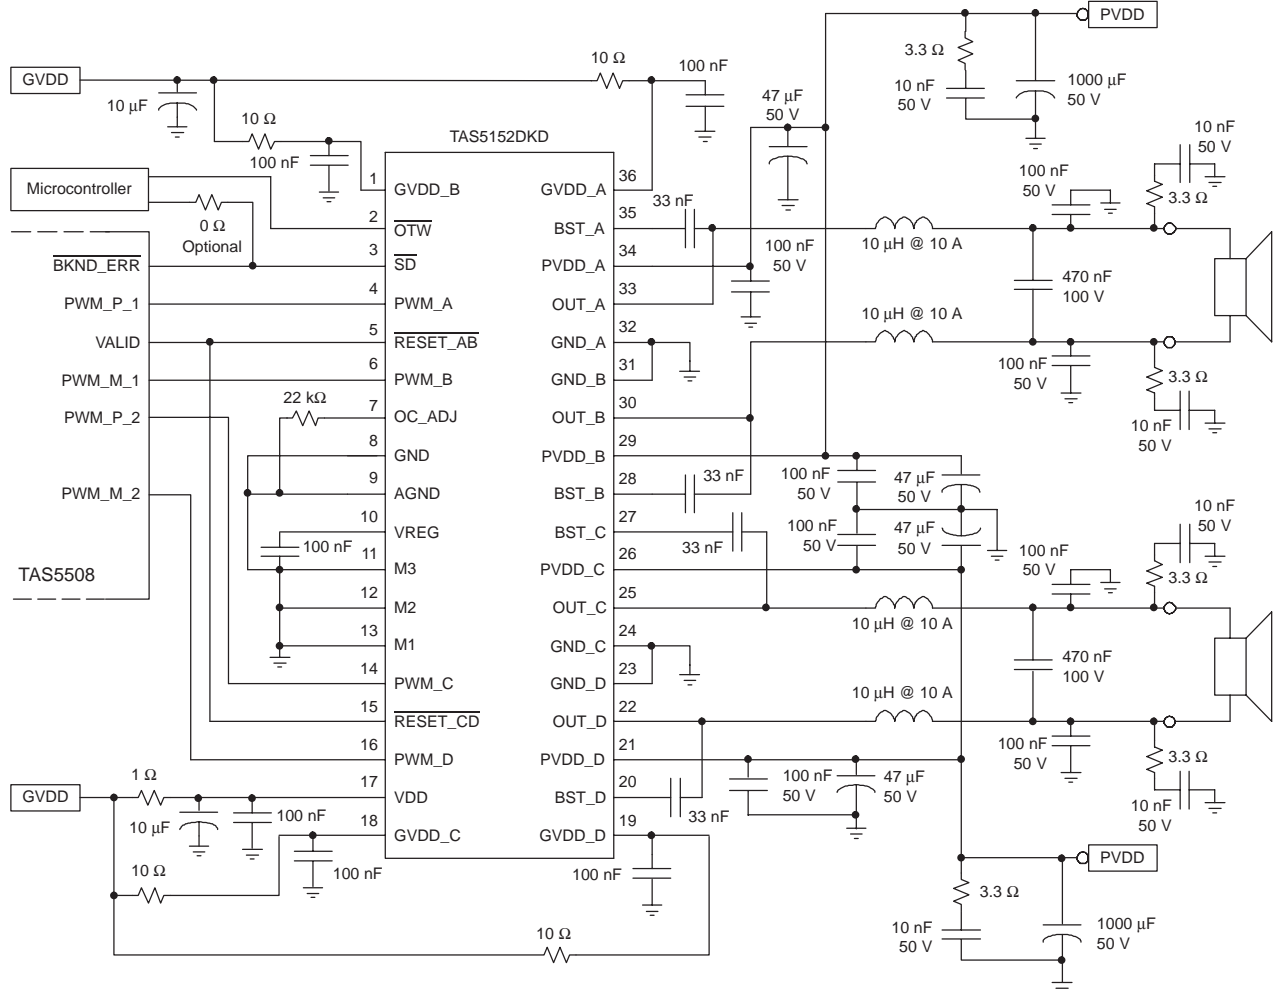 PVDD
3.3 Ω
10 nF
50 V
1000 µF
50 V
GVDD
10 µF
10 Ω
100 nF
10 Ω
100 nF
47 µF
50 V
TAS5152DKD
Microcontroller
0 Ω
Optional
BKND_ERR
PWM_P_1
VALID
PWM_M_1
PWM_P_2
PWM_M_2
TAS5508
22 kΩ
100 nF
1
GVDD_B
2
OTW
3
SD
4
PWM_A
5
RESET_AB
6
PWM_B
7
OC_ADJ
8
GND
9
AGND
10
VREG
11
M3
12
M2
13
M1
14
PWM_C
15
RESET_CD
16
PWM_D
17
VDD
18
GVDD_C
36
GVDD_A
35
BST_A
34
PVDD_A
33
OUT_A
32
GND_A
31
GND_B
30
OUT_B
29
PVDD_B
28
BST_B
27
BST_C
26
PVDD_C
25
OUT_C
24
GND_C
23
GND_D
22
OUT_D
21
PVDD_D
20
BST_D
19
GVDD_D
33 nF
100 nF
50 V
10 µH @ 10 A
10 µH @ 10 A
100 nF
50 V
10 nF
50 V
3.3 Ω
470 nF
100 V
100 nF
50 V
3.3 Ω
10 nF
50 V
33 nF
33 nF
100 nF
50 V
47 µF
50 V
100 nF
50 V
47 µF
50 V
10 µH @ 10 A
10 µH @ 10 A
100 nF
50 V
10 nF
50 V
3.3 Ω
470 nF
100 V
100 nF
50 V
3.3 Ω
10 nF
50 V
33 nF
100 nF
50 V
47 µF
50 V
GVDD
1 Ω
10 µF
100 nF
10 Ω
100 nF
100 nF
10 Ω
PVDD
3.3 Ω
10 nF
50 V
1000 µF
50 V